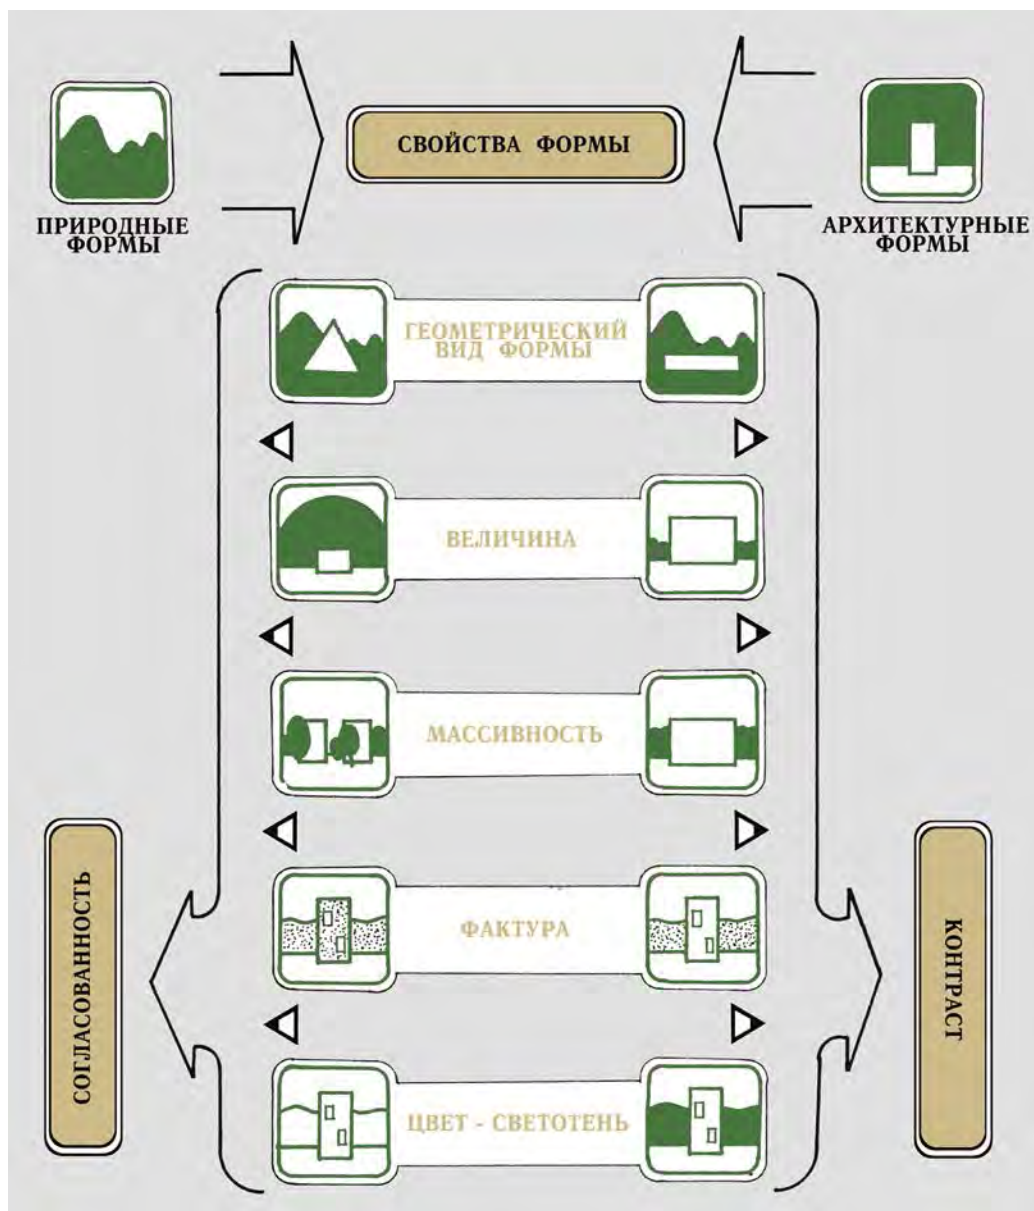 СВОЙСТВА ФОРМЫ
ПРИРОДНЫЕ
ФОРМЫ
АРХИТЕКТУРНЫЕ
ФОРМЫ
ГЕОМЕТРИЧЕСКИЙ
ВИД ФОРМЫ
ВЕЛИЧИНА
МАССИВНОСТЬ
ФАКТУРА
ЦВЕТ - СВЕТОТЕНЬ
СОГЛАСОВАННОСТЬ
КОНТРАСТ